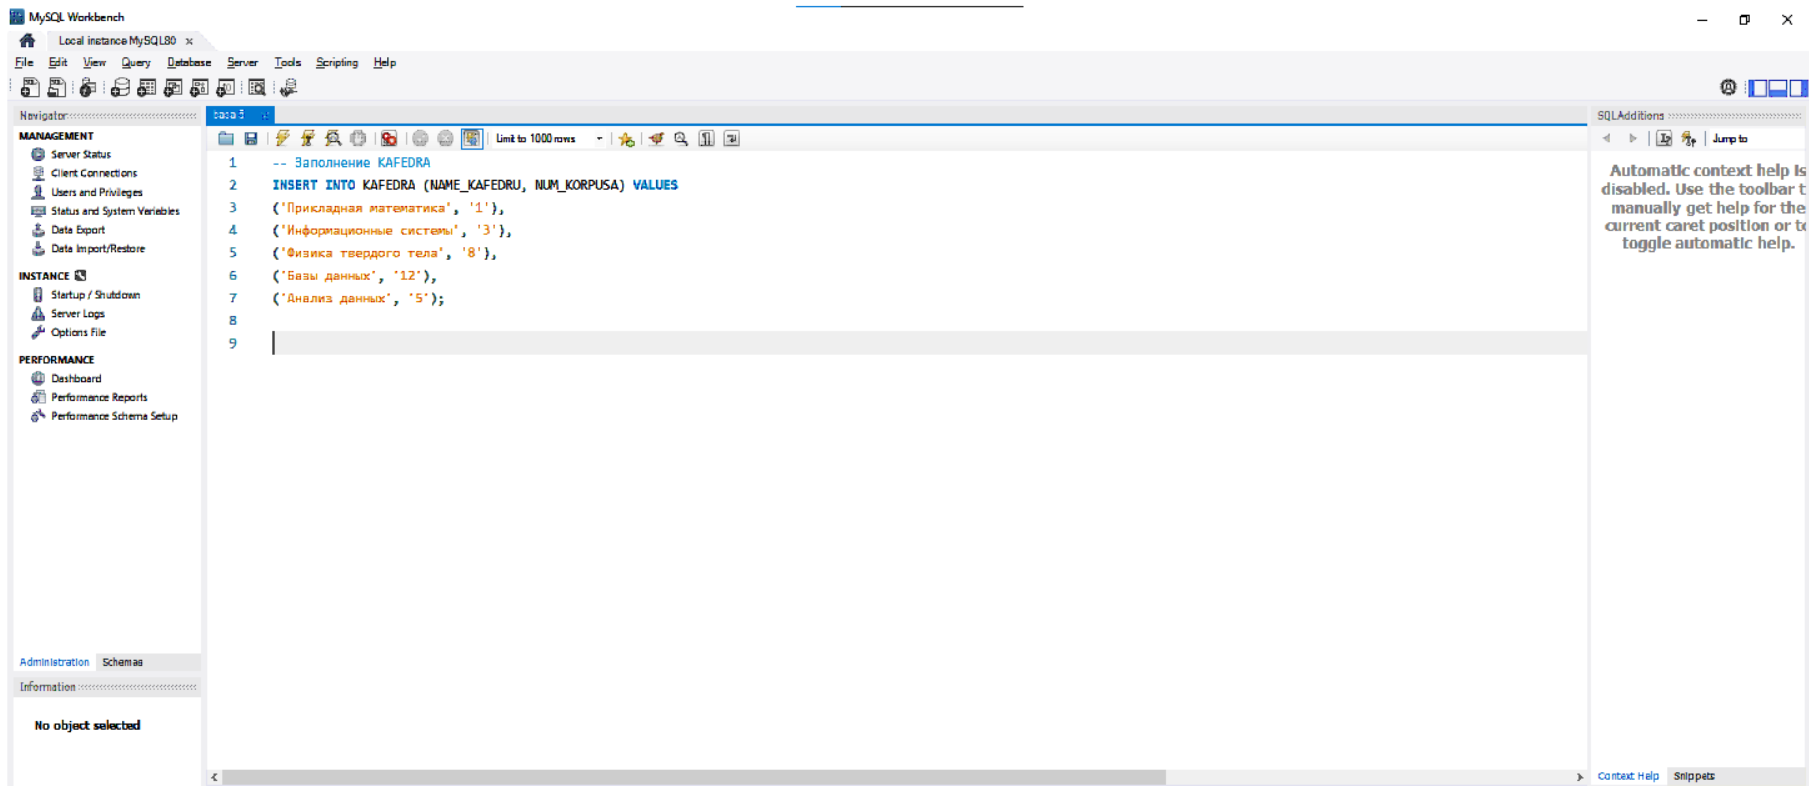 MySQL Workbench
Local instance MySQL80 x
File Edit View Query Database Server Tools Scripting Help
Navigator
MANAGEMENT
Server Status
Client Connections
Users and Privileges
Status and System Variables
Data Export
Data Import/Restore
INSTANCE
Startup / Shutdown
Server Logs
Options File
PERFORMANCE
Dashboard
Performance Reports
Performance Schema Setup
Administration Schemas
Information
No object selected
baza 5
Limit to 1000 rows
1 -- Заполнение KAFEDRA
2 INSERT INTO KAFEDRA (NAME_KAFEDRU, NUM_KORPUSA) VALUES
3 ('Прикладная математика', '1'),
4 ('Информационные системы', '3'),
5 ('Физика твердого тела', '8'),
6 ('Базы данных', '12'),
7 ('Анализ данных', '5');
8
9
SQLAdditions
Jump to
Automatic context help is
disabled. Use the toolbar t
manually get help for the
current caret position or to
toggle automatic help.
Context Help Snippets